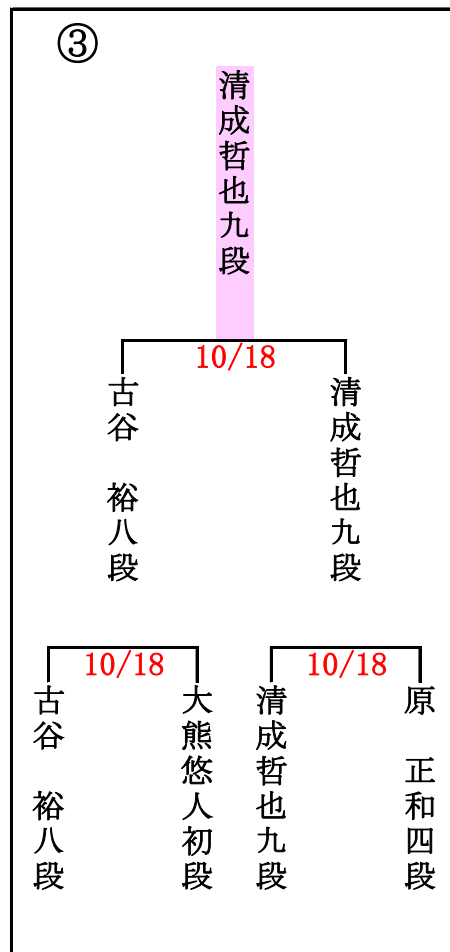 ③
清成哲也九段
10/18
古谷　裕八段
清成哲也九段
10/18
10/18
古谷　裕八段
大熊悠人初段
清成哲也九段
原　正和四段